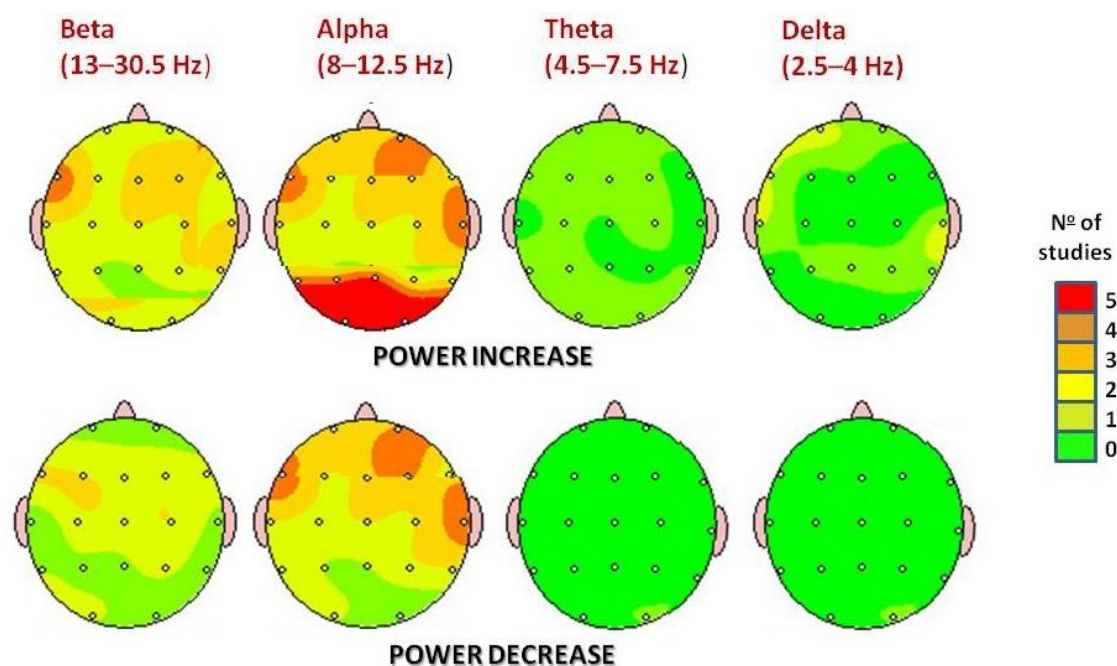 Beta
(13–30.5 Hz)
Alpha
(8–12.5 Hz)
Theta
(4.5–7.5 Hz)
Delta
(2.5–4 Hz)
Nº of
studies
5
4
3
2
1
0
POWER INCREASE
POWER DECREASE